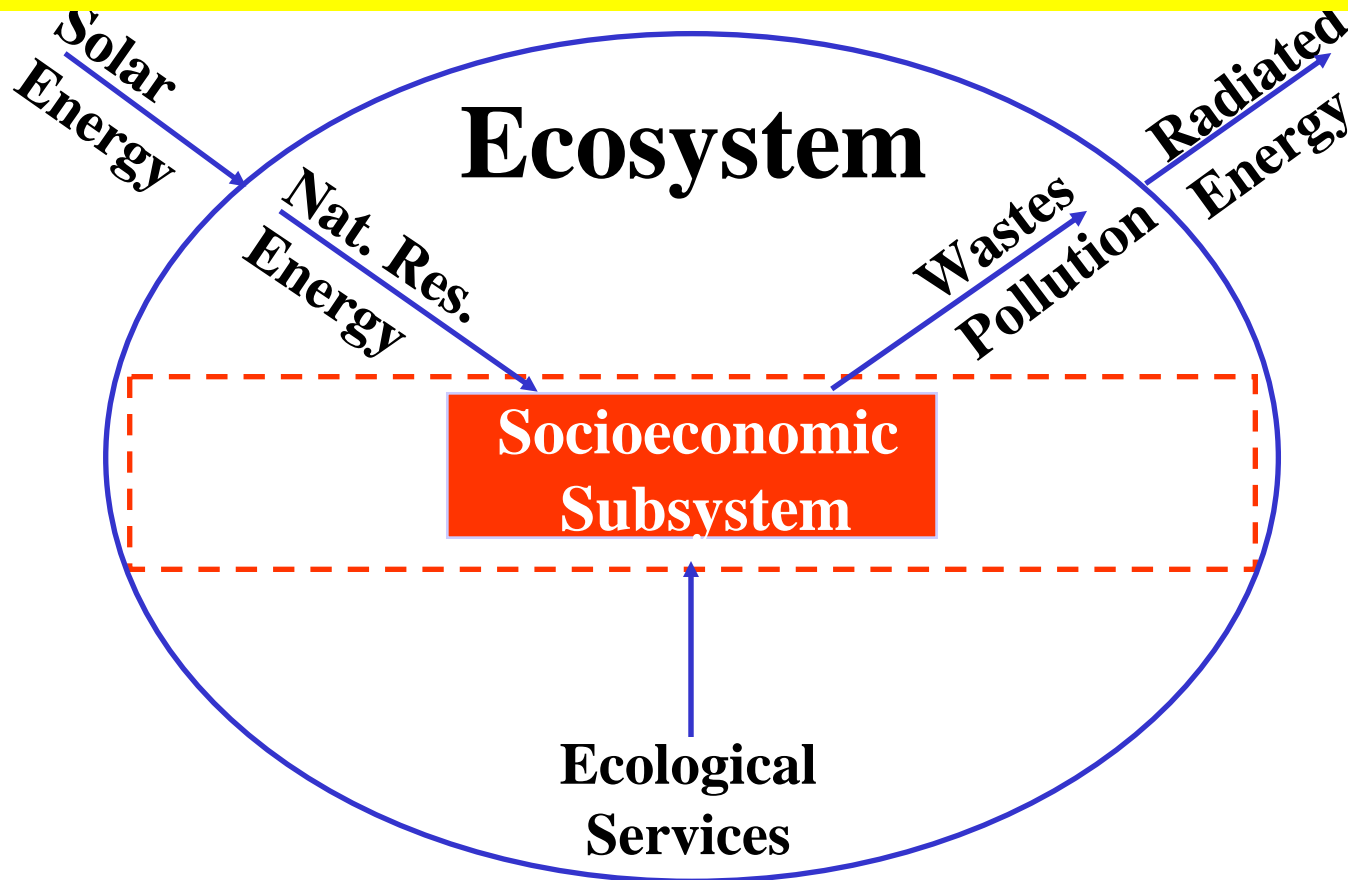 Solar
Energy
Ecosystem
Radiated
Energy
Nat. Res.
Energy
Wastes
Pollution
Socioeconomic
Subsystem
Ecological
Services